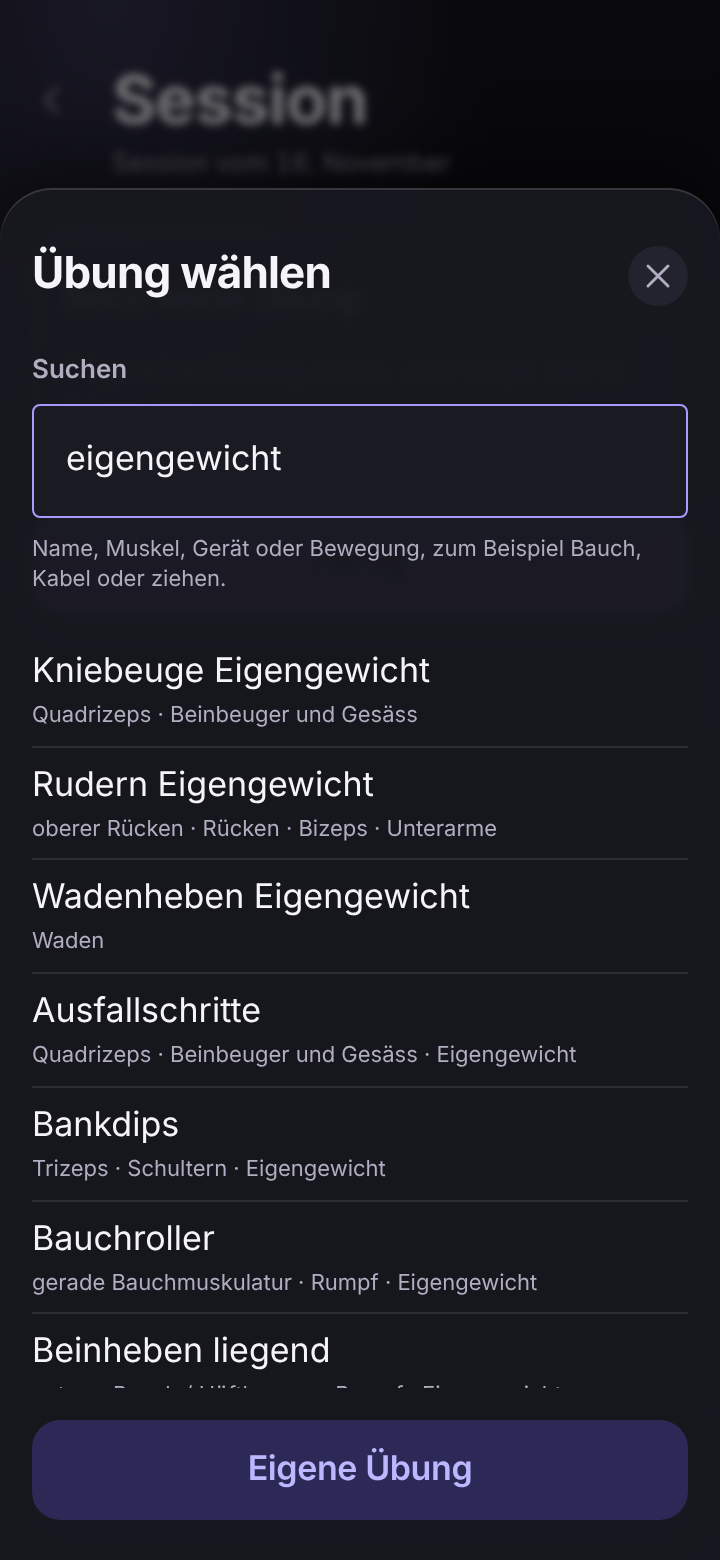 Session
Session vom 16. November
Übung wählen
Suchen
eigengewicht
Name, Muskel, Gerät oder Bewegung, zum Beispiel Bauch,
Kabel oder ziehen.
Kniebeuge Eigengewicht
Quadrizeps · Beinbeuger und Gesäss
Rudern Eigengewicht
oberer Rücken · Rücken · Bizeps · Unterarme
Wadenheben Eigengewicht
Waden
Ausfallschritte
Quadrizeps · Beinbeuger und Gesäss · Eigengewicht
Bankdips
Trizeps · Schultern · Eigengewicht
Bauchroller
gerade Bauchmuskulatur · Rumpf · Eigengewicht
Beinheben liegend
Eigene Übung